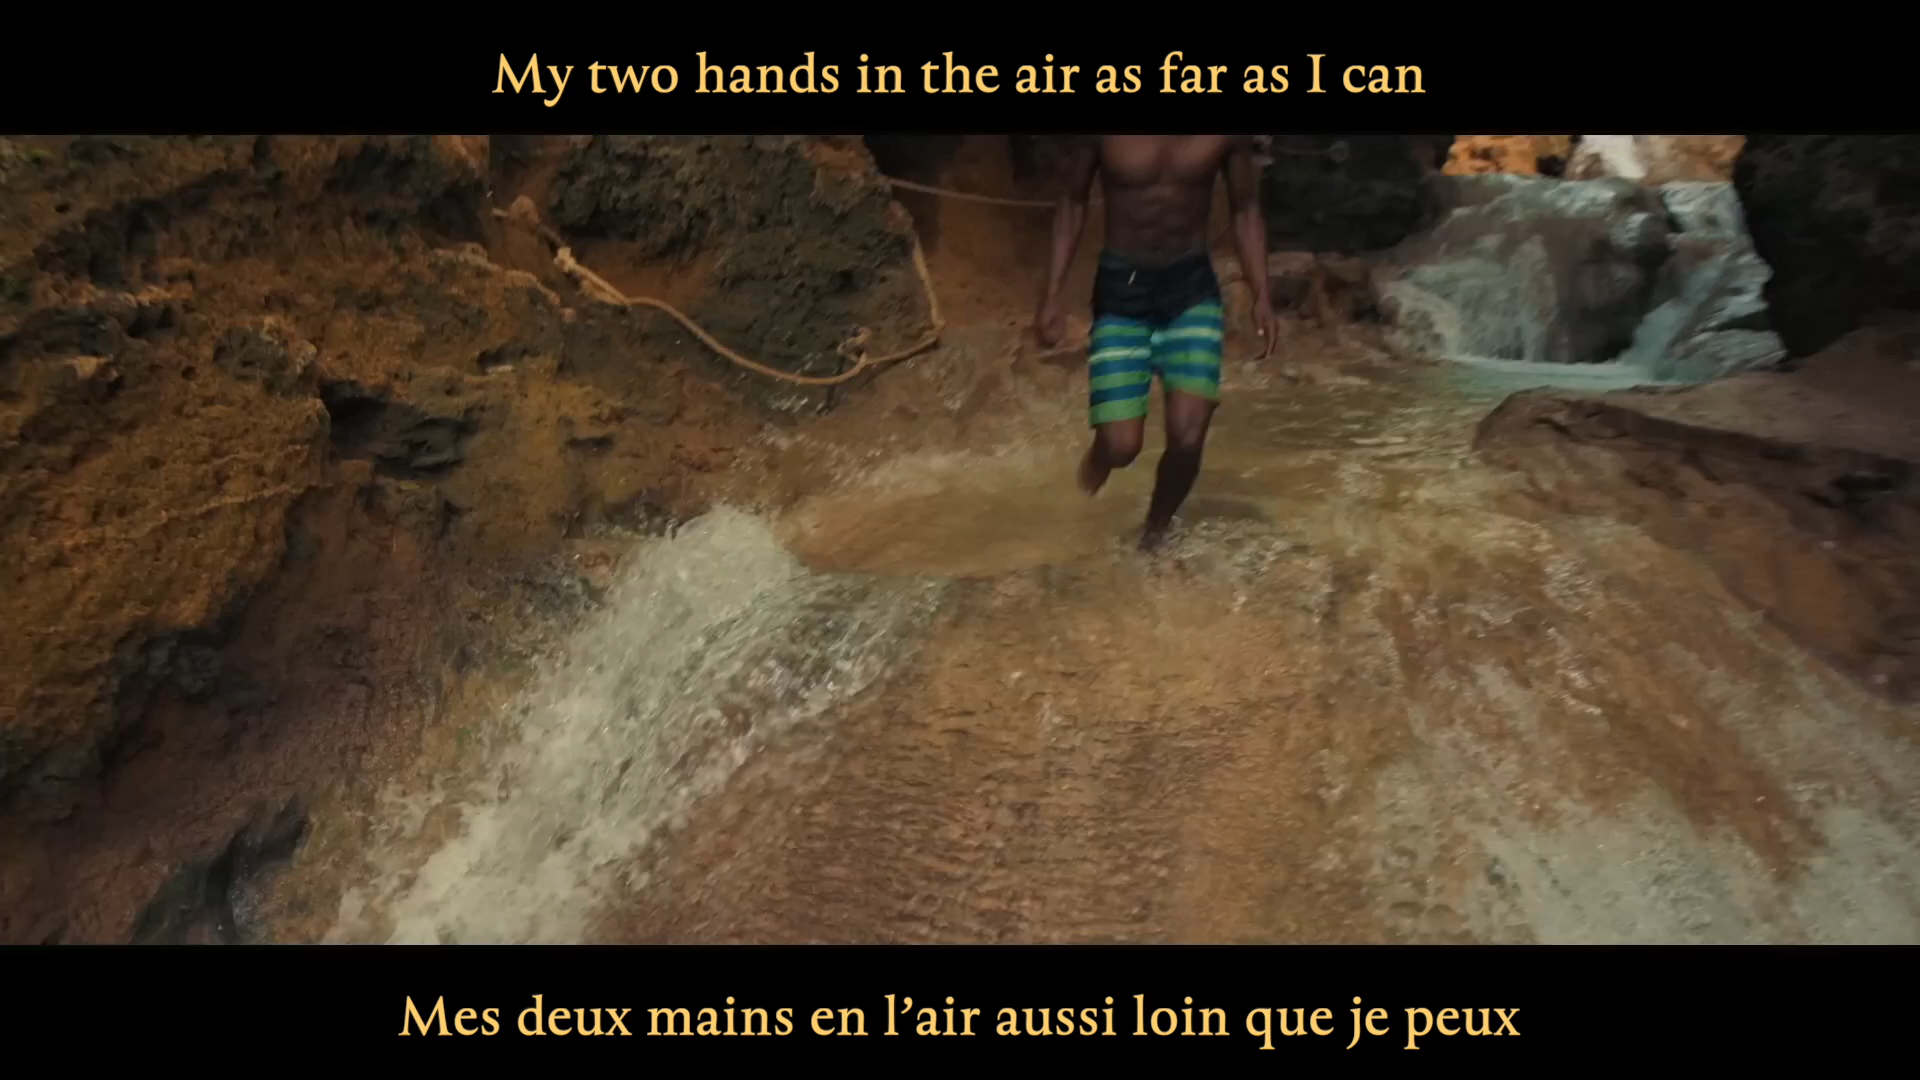 My two hands in the air as far as I can
Mes deux mains en l’air aussi loin que je peux